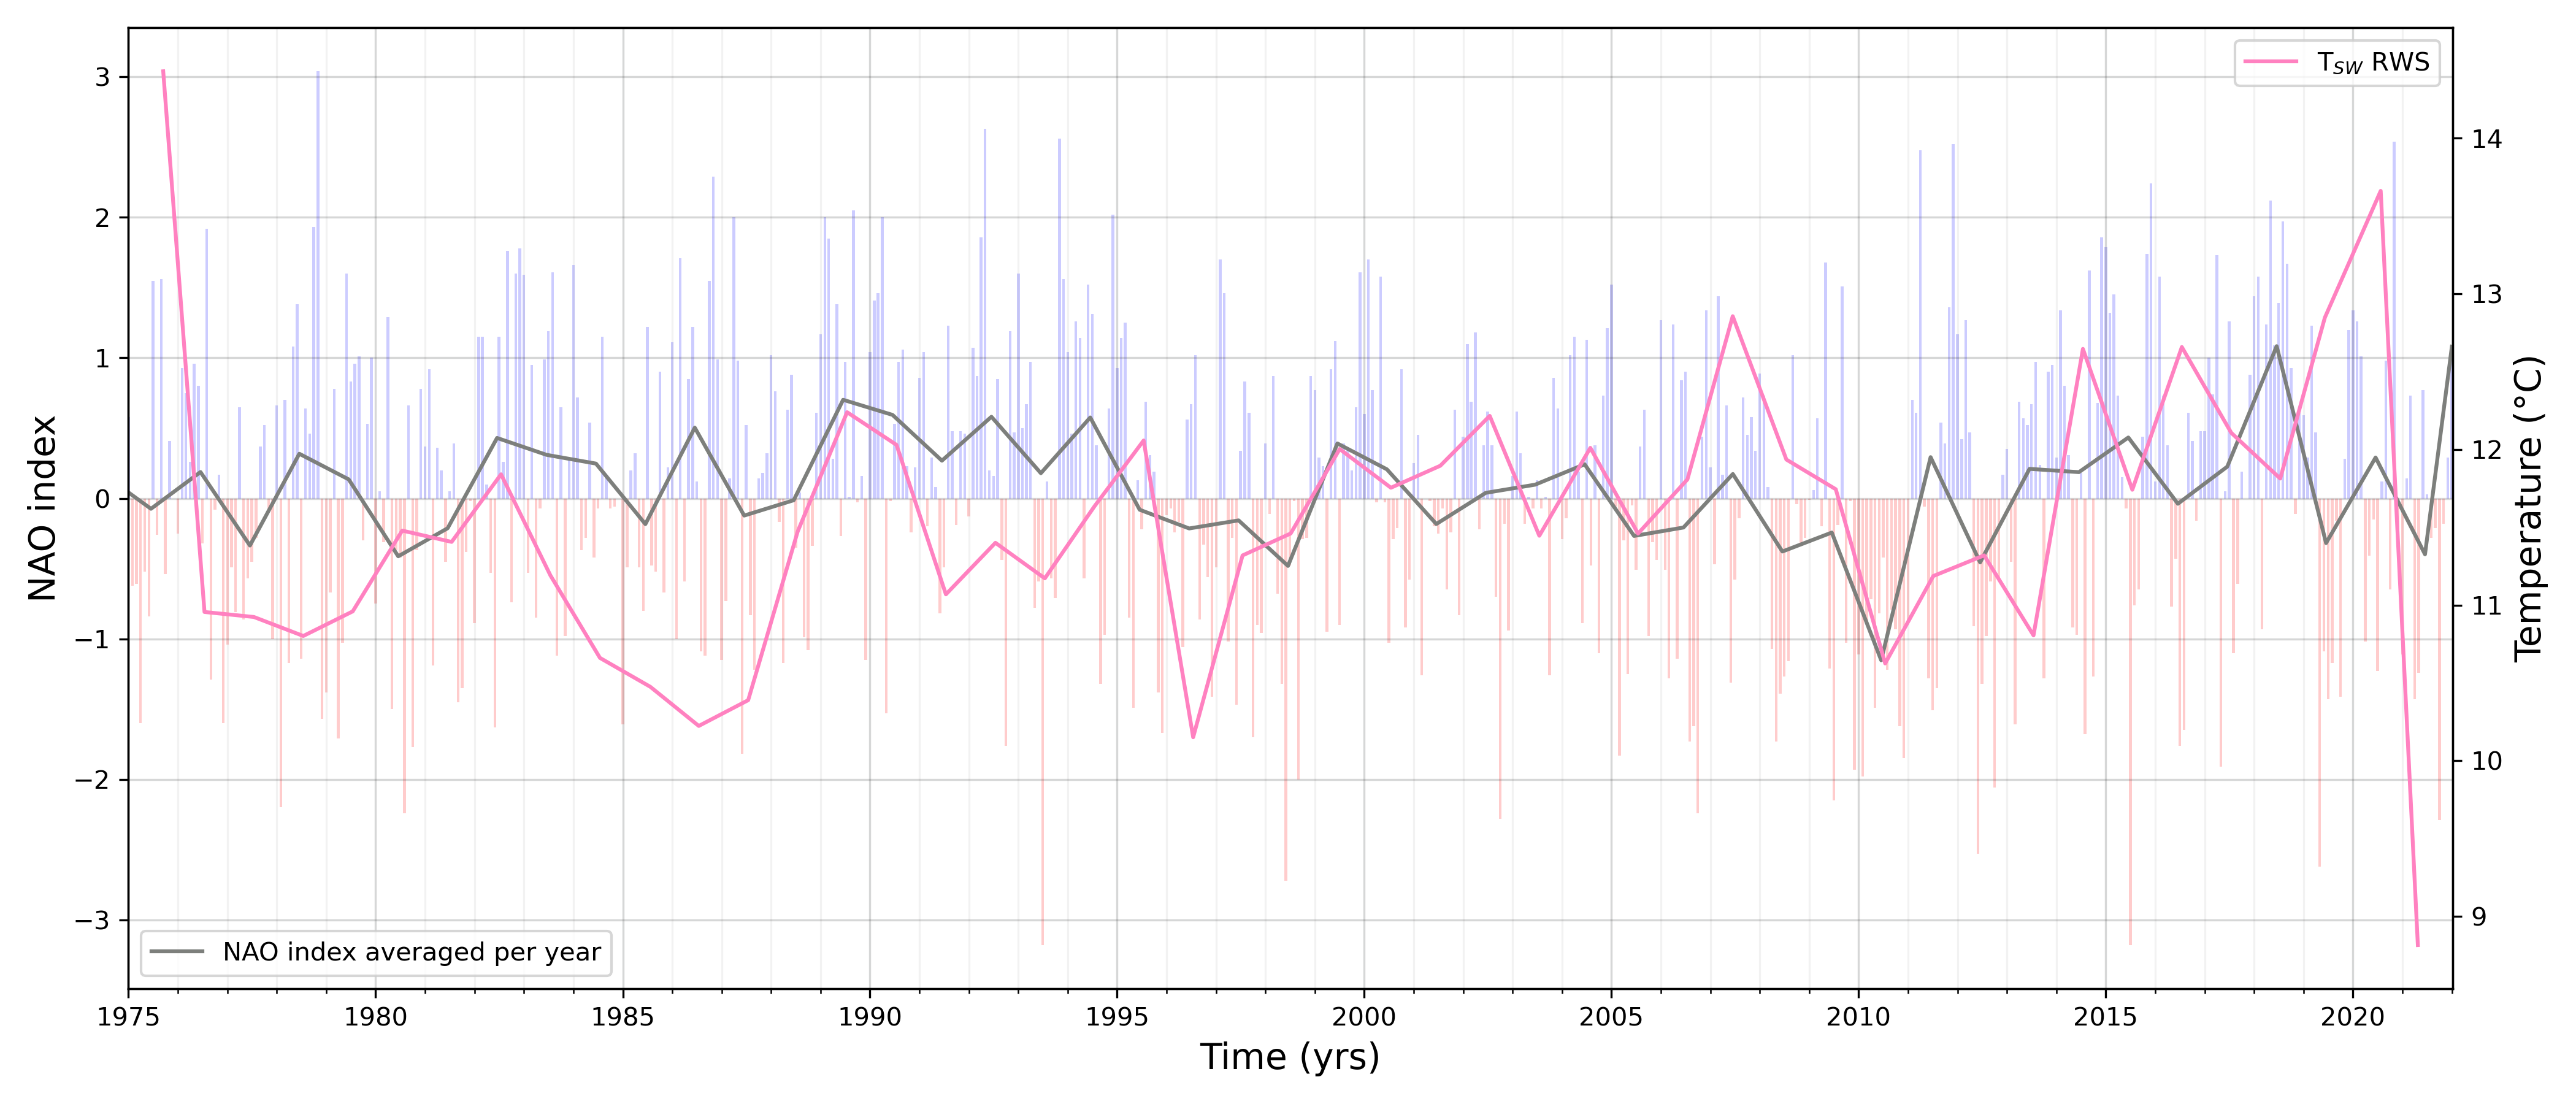 T_SW RWS
NAO index averaged per year
NAO index
3
2
1
0
−1
−2
−3
Temperature (°C)
14
13
12
11
10
9
1975 1980 1985 1990 1995 2000 2005 2010 2015 2020
Time (yrs)